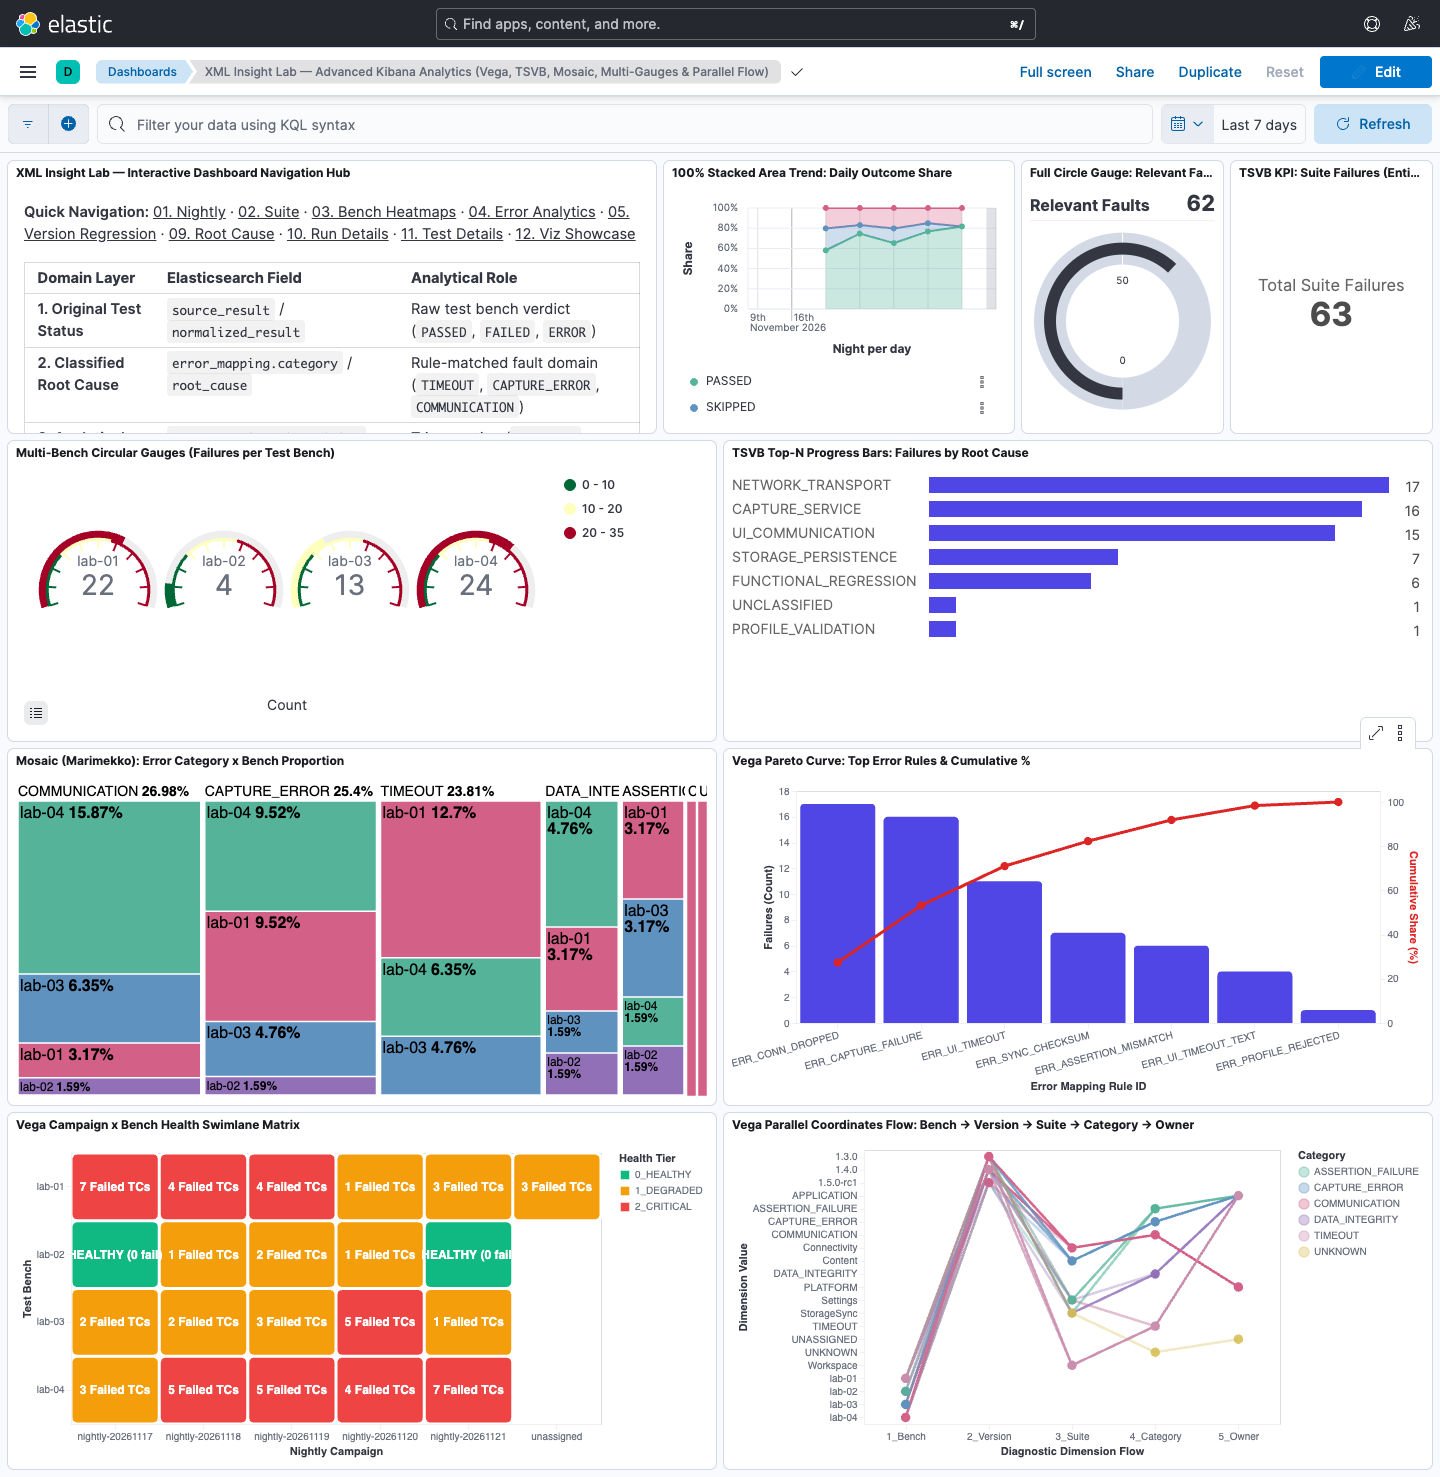 elastic
Find apps, content, and more.
⌘/
D
Dashboards
XML Insight Lab — Advanced Kibana Analytics (Vega, TSVB, Mosaic, Multi-Gauges & Parallel Flow)
Full screen
Share
Duplicate
Reset
Edit
Filter your data using KQL syntax
Last 7 days
Refresh
XML Insight Lab — Interactive Dashboard Navigation Hub
Quick Navigation: 01. Nightly · 02. Suite · 03. Bench Heatmaps · 04. Error Analytics · 05.
Version Regression · 09. Root Cause · 10. Run Details · 11. Test Details · 12. Viz Showcase
Domain Layer Elasticsearch Field Analytical Role
1. Original Test source_result / Raw test bench verdict
Status normalized_result ( PASSED , FAILED , ERROR )
2. Classified error_mapping.category / Rule-matched fault domain
Root Cause root_cause ( TIMEOUT , CAPTURE_ERROR ,
COMMUNICATION )
100% Stacked Area Trend: Daily Outcome Share
100%
80%
60%
40%
20%
0%
Share
9th 16th
November 2026
Night per day
PASSED
SKIPPED
Full Circle Gauge: Relevant Fa...
Relevant Faults 62
50
0
TSVB KPI: Suite Failures (Enti...
Total Suite Failures
63
Multi-Bench Circular Gauges (Failures per Test Bench)
0 - 10
10 - 20
20 - 35
lab-01 lab-02 lab-03 lab-04
22 4 13 24
Count
TSVB Top-N Progress Bars: Failures by Root Cause
NETWORK_TRANSPORT 17
CAPTURE_SERVICE 16
UI_COMMUNICATION 15
STORAGE_PERSISTENCE 7
FUNCTIONAL_REGRESSION 6
UNCLASSIFIED 1
PROFILE_VALIDATION 1
Mosaic (Marimekko): Error Category x Bench Proportion
COMMUNICATION 26.98% CAPTURE_ERROR 25.4% TIMEOUT 23.81% DATA_INTE ASSERTI C U
lab-04 15.87%
lab-03 6.35%
lab-01 3.17%
lab-02 1.59%
lab-04 9.52%
lab-01 9.52%
lab-03 4.76%
lab-02 1.59%
lab-01 12.7%
lab-04 6.35%
lab-03 4.76%
lab-04
4.76%
lab-01
3.17%
lab-03
1.59%
lab-02
1.59%
lab-01
3.17%
lab-03
3.17%
lab-04
1.59%
lab-02
1.59%
Vega Pareto Curve: Top Error Rules & Cumulative %
18
16
14
12
10
8
6
4
2
0
Failures (Count)
100
80
60
40
20
0
Cumulative Share (%)
ERR_CONN_DROPPED
ERR_CAPTURE_FAILURE
ERR_UI_TIMEOUT
ERR_SYNC_CHECKSUM
ERR_ASSERTION_MISMATCH
ERR_UI_TIMEOUT_TEXT
ERR_PROFILE_REJECTED
Error Mapping Rule ID
Vega Campaign x Bench Health Swimlane Matrix
Test Bench
lab-01 7 Failed TCs 4 Failed TCs 4 Failed TCs 1 Failed TCs 3 Failed TCs 3 Failed TCs
lab-02 HEALTHY (0 fail 1 Failed TCs 2 Failed TCs 1 Failed TCs HEALTHY (0 fail
lab-03 2 Failed TCs 2 Failed TCs 3 Failed TCs 5 Failed TCs 1 Failed TCs
lab-04 3 Failed TCs 5 Failed TCs 5 Failed TCs 4 Failed TCs 7 Failed TCs
nightly-20261117 nightly-20261118 nightly-20261119 nightly-20261120 nightly-20261121 unassigned
Nightly Campaign
Health Tier
0_HEALTHY
1_DEGRADED
2_CRITICAL
Vega Parallel Coordinates Flow: Bench → Version → Suite → Category → Owner
Dimension Value
1.3.0
1.4.0
1.5.0-rc1
APPLICATION
ASSERTION_FAILURE
CAPTURE_ERROR
COMMUNICATION
Connectivity
Content
DATA_INTEGRITY
PLATFORM
Settings
StorageSync
TIMEOUT
UNASSIGNED
UNKNOWN
Workspace
lab-01
lab-02
lab-03
lab-04
1_Bench 2_Version 3_Suite 4_Category 5_Owner
Diagnostic Dimension Flow
Category
ASSERTION_FAILURE
CAPTURE_ERROR
COMMUNICATION
DATA_INTEGRITY
TIMEOUT
UNKNOWN